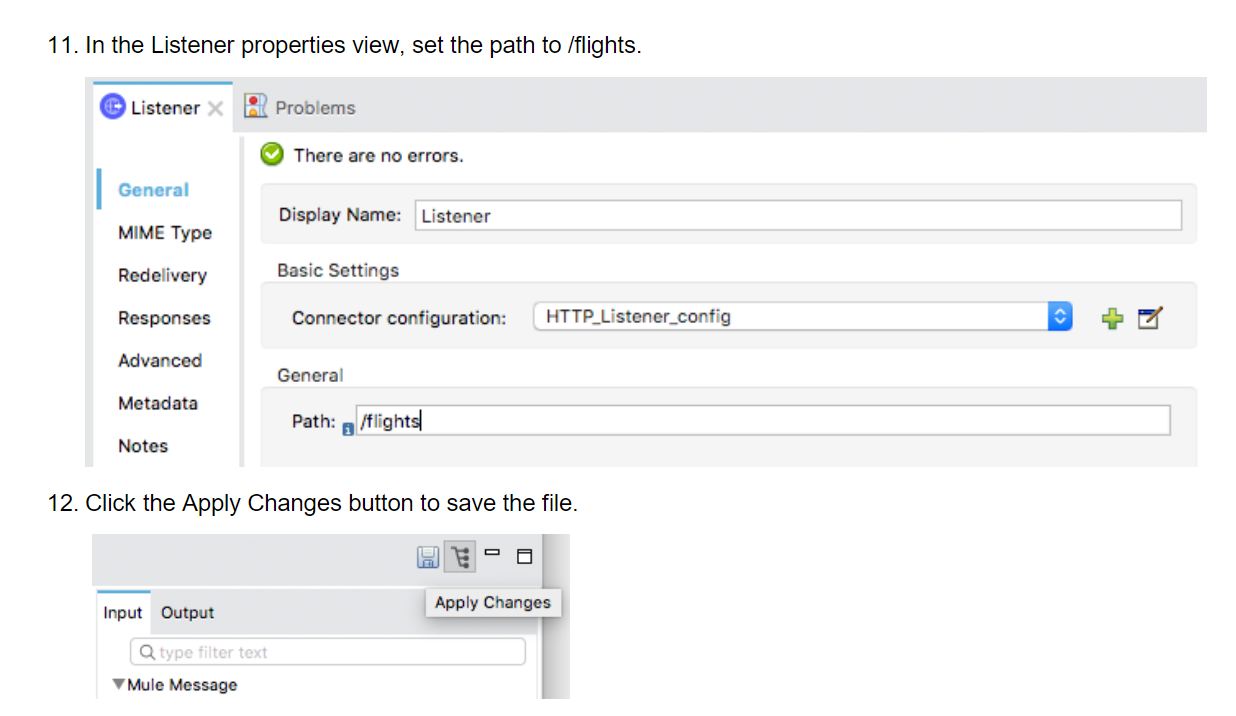 11. In the Listener properties view, set the path to /flights.
Listener Problems
There are no errors.
General
Display Name: Listener
MIME Type
Redelivery
Basic Settings
Responses
Connector configuration: HTTP_Listener_config
Advanced
General
Metadata
Path: /flights
Notes
12. Click the Apply Changes button to save the file.
Apply Changes
Input Output
type filter text
Mule Message